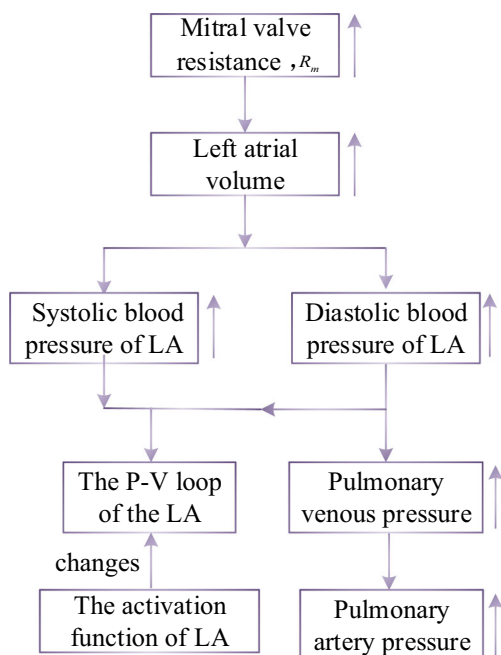 Mitral valve
resistance , Rm
Left atrial
volume
Systolic blood
pressure of LA
Diastolic blood
pressure of LA
The P-V loop
of the LA
Pulmonary
venous pressure
changes
The activation
function of LA
Pulmonary
artery pressure